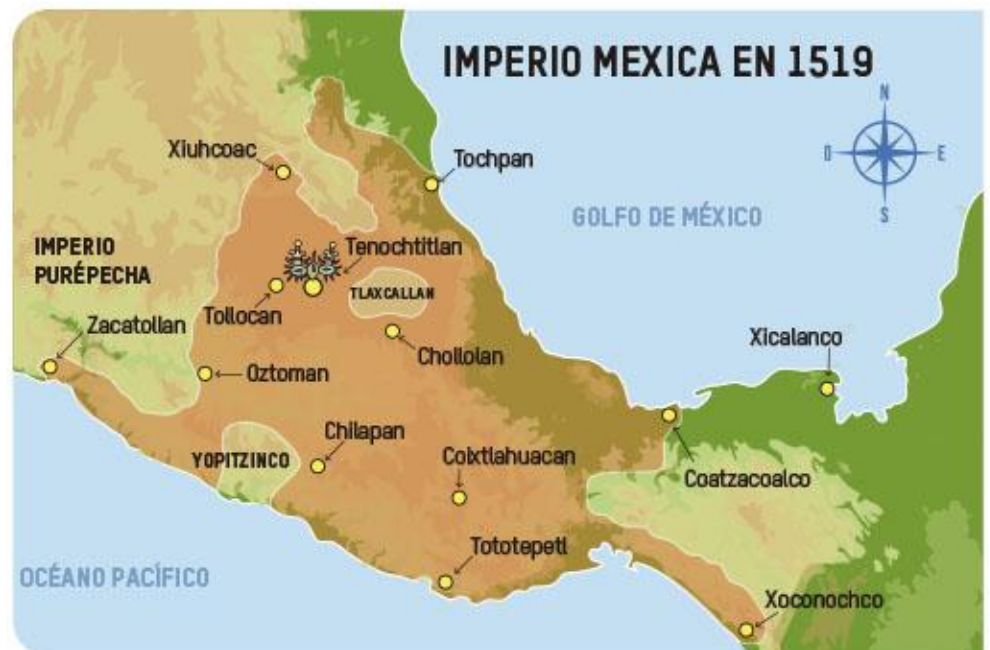 IMPERIO MEXICA EN 1519
N
O
E
S
Xiuhcoac
Tochpan
GOLFO DE MÉXICO
IMPERIO
PURÉPECHA
Tenochtitlan
TLAXCALLAN
Tollocan
Zacatollan
Chollolan
Xicalanco
Oztoman
Chilapan
YOPITZINCO
Coixtlahuacan
Coatzacoalco
Tototepetl
OCÉANO PACÍFICO
Xoconochco